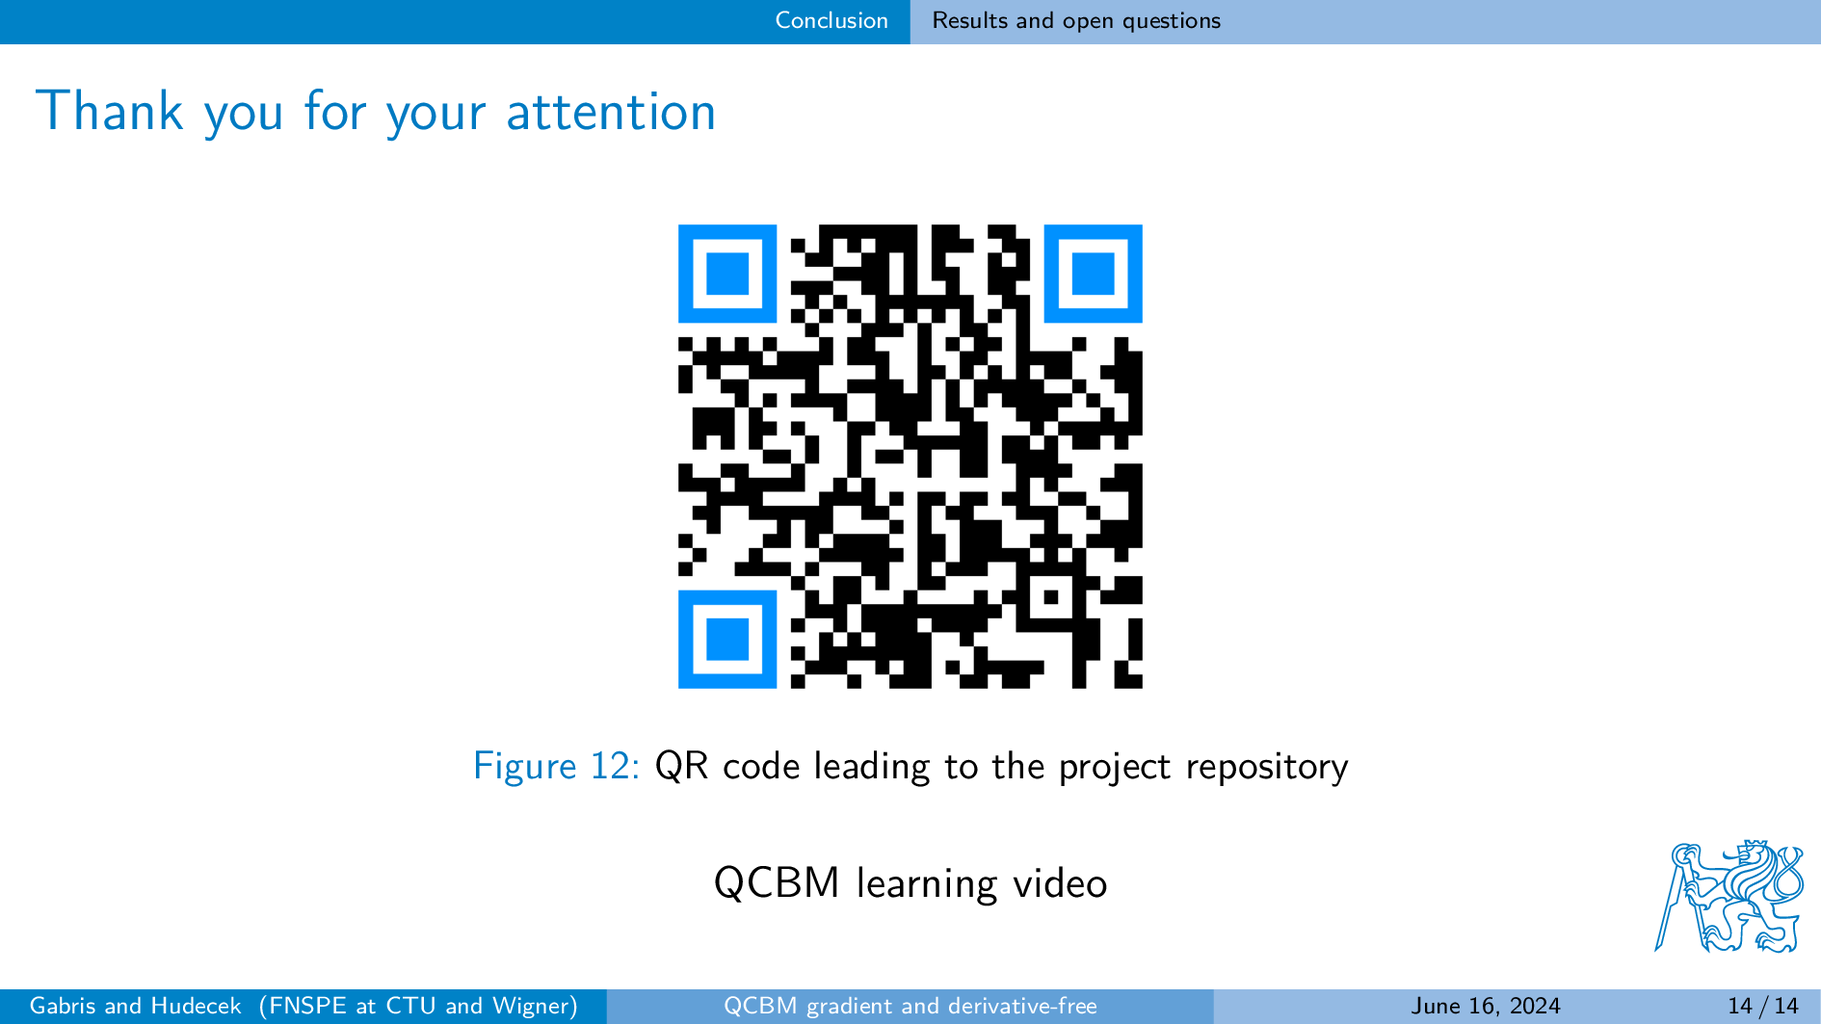 Conclusion
Results and open questions
Thank you for your attention
Figure 12: QR code leading to the project repository
QCBM learning video
Gabris and Hudecek (FNSPE at CTU and Wigner)
QCBM gradient and derivative-free
June 16, 2024
14 / 14